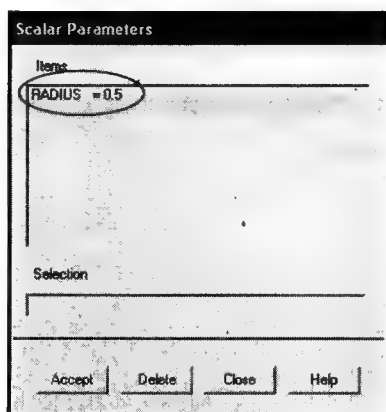 Scalar Parameters
Items
RADIUS = 0.5
Selection
Accept Delete Close Help